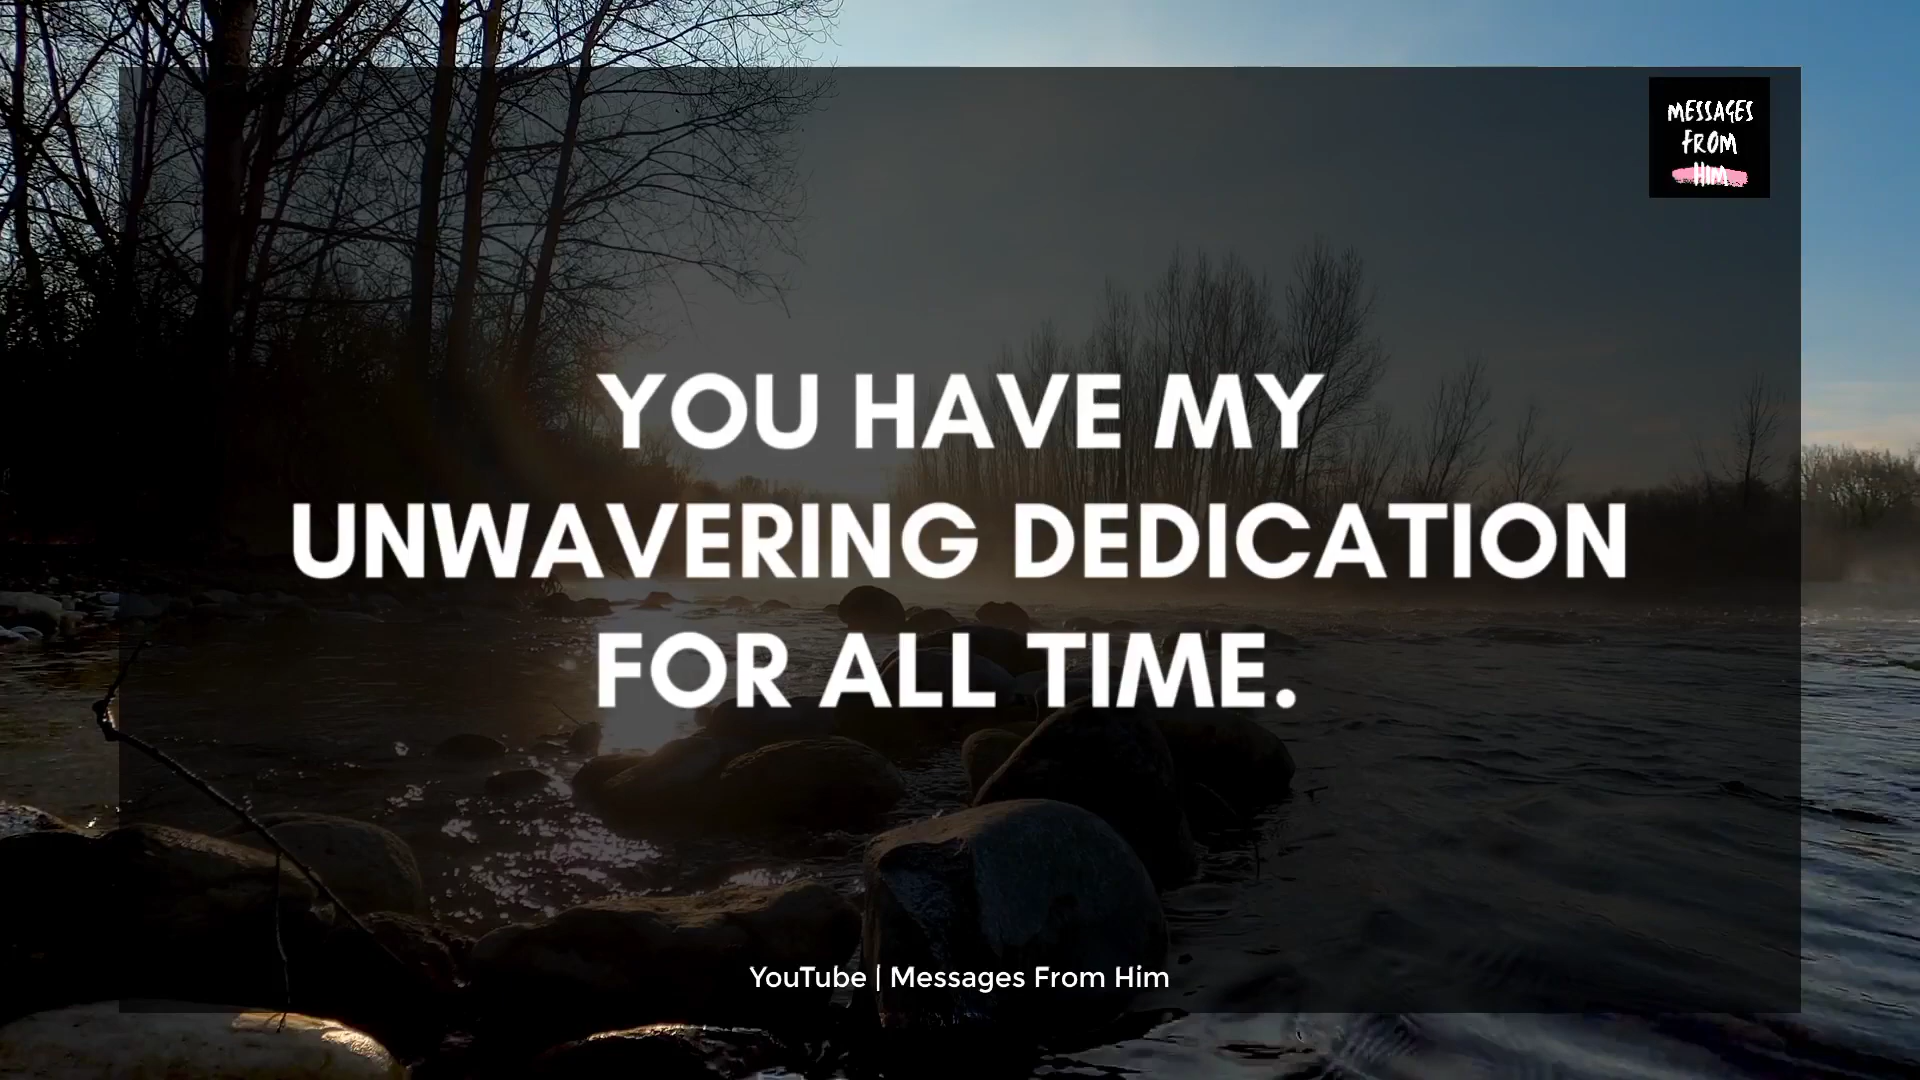 MESSAGES
FROM
HIM
YOU HAVE MY
UNWAVERING DEDICATION
FOR ALL TIME.
YouTube | Messages From Him